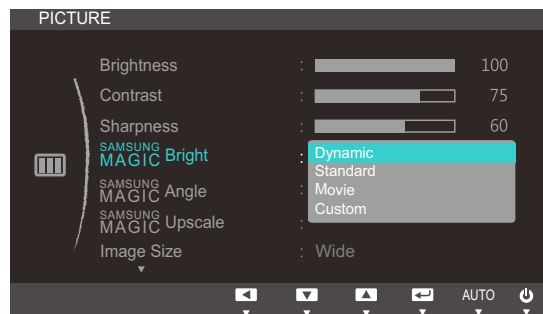 PICTURE
Brightness : 100
Contrast : 75
Sharpness : 60
SAMSUNG MAGIC Bright : Dynamic
Standard
Movie
Custom
SAMSUNG MAGIC Angle :
SAMSUNG MAGIC Upscale :
Image Size : Wide
AUTO